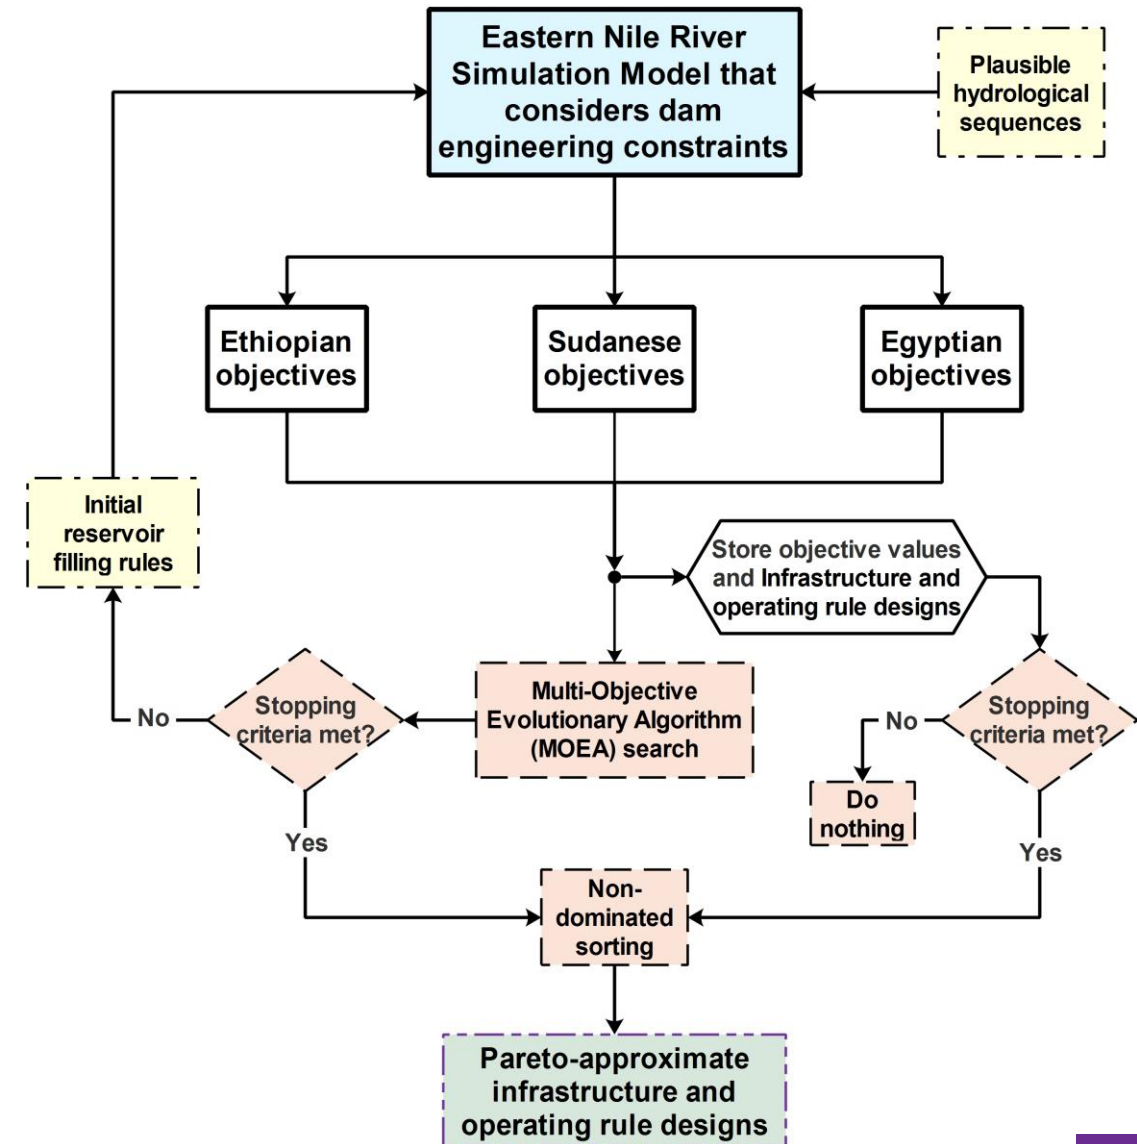 Eastern Nile River
Simulation Model that
considers dam
engineering constraints
Plausible
hydrological
sequences
Ethiopian
objectives
Sudanese
objectives
Egyptian
objectives
Initial
reservoir
filling rules
Store objective values
and Infrastructure and
operating rule designs
Multi-Objective
Evolutionary Algorithm
(MOEA) search
Stopping
criteria met?
No
Yes
Stopping
criteria met?
No
Do
nothing
Yes
Non-
dominated
sorting
Pareto-approximate
infrastructure and
operating rule designs